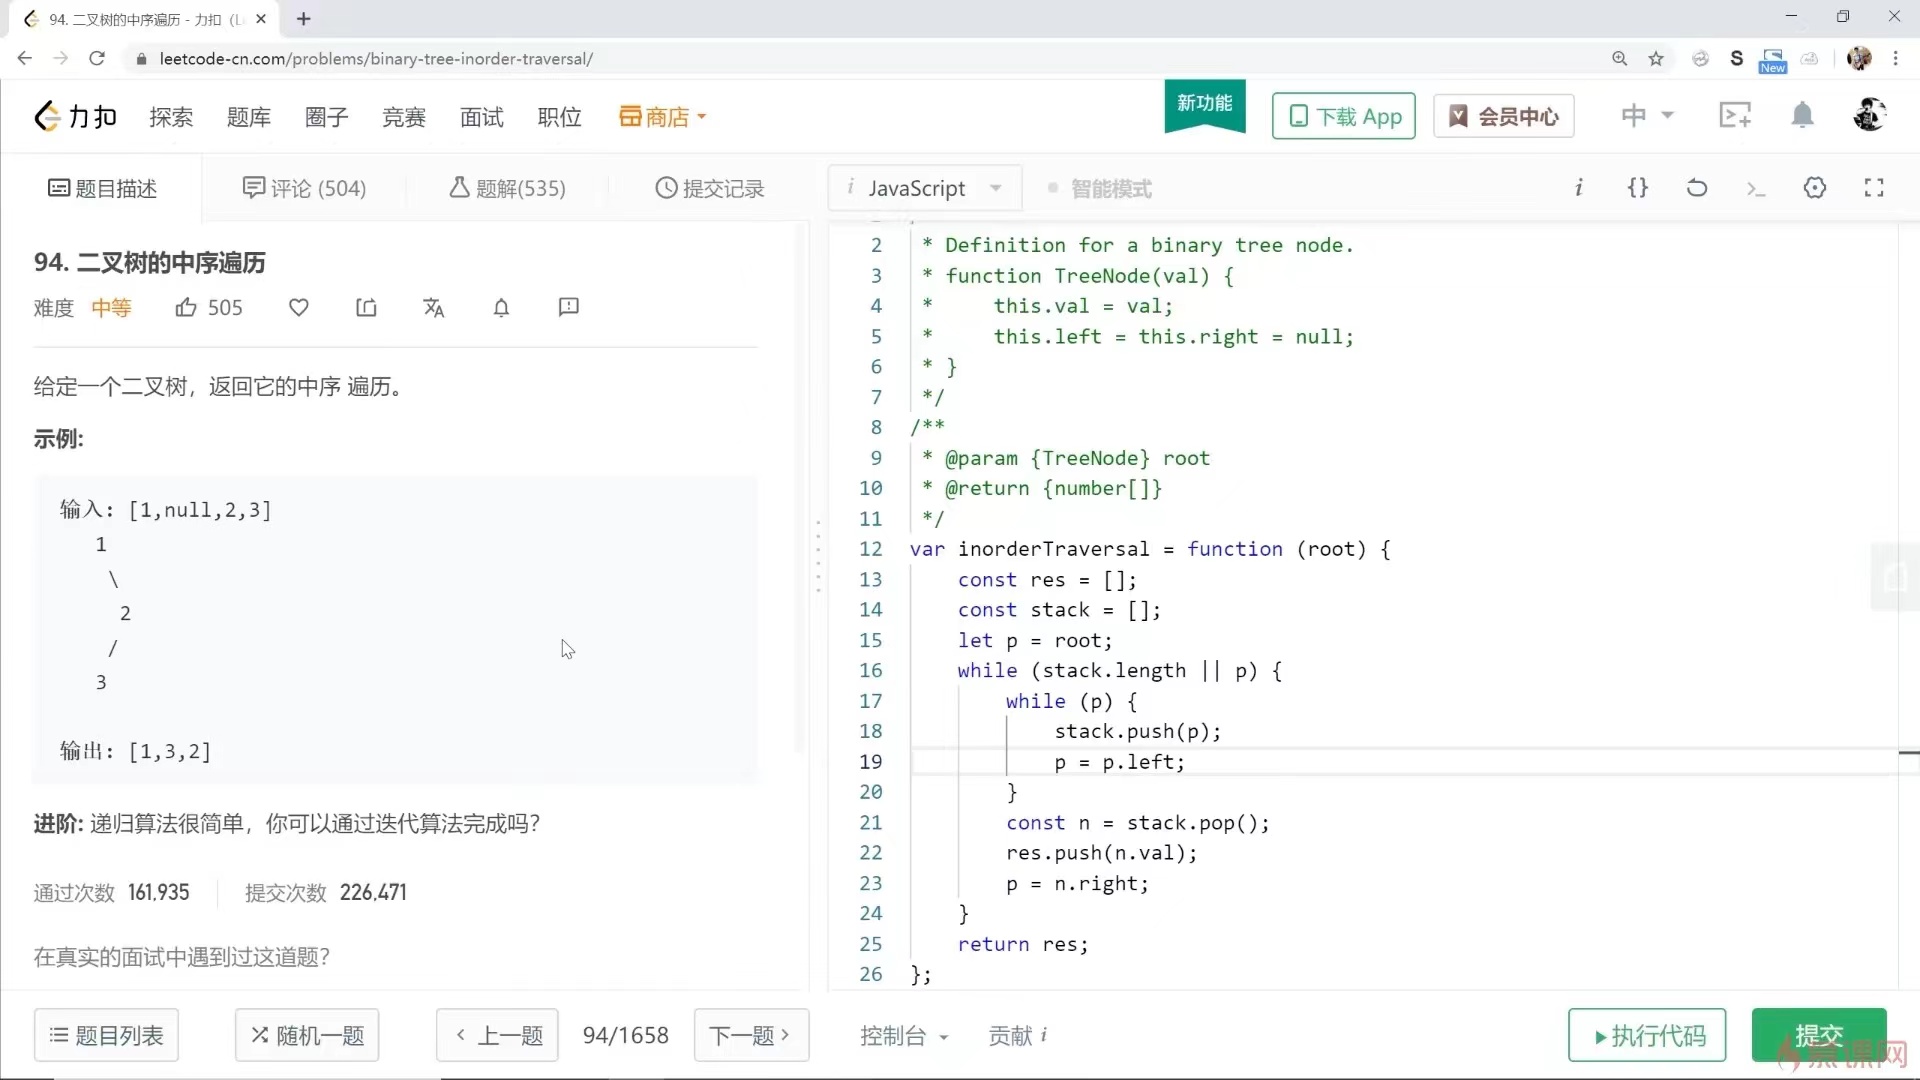 94. 二叉树的中序遍历 - 力扣 (L
leetcode-cn.com/problems/binary-tree-inorder-traversal/
S
New
力扣 探索 题库 圈子 竞赛 面试 职位 商店
新功能
下载 App
会员中心
中
题目描述
评论 (504)
题解(535)
提交记录
i JavaScript
智能模式
i {} >_
94. 二叉树的中序遍历
难度 中等 505
给定一个二叉树，返回它的中序 遍历。
示例:
输入: [1,null,2,3]
1
\
2
/
3
输出: [1,3,2]
进阶: 递归算法很简单，你可以通过迭代算法完成吗？
通过次数 161,935 提交次数 226,471
在真实的面试中遇到过这道题？
2 * Definition for a binary tree node.
3 * function TreeNode(val) {
4 *     this.val = val;
5 *     this.left = this.right = null;
6 * }
7 */
8 /**
9 * @param {TreeNode} root
10 * @return {number[]}
11 */
12 var inorderTraversal = function (root) {
13     const res = [];
14     const stack = [];
15     let p = root;
16     while (stack.length || p) {
17         while (p) {
18             stack.push(p);
19             p = p.left;
20         }
21         const n = stack.pop();
22         res.push(n.val);
23         p = n.right;
24     }
25     return res;
26 };
题目列表
随机一题
上一题
94/1658
下一题
控制台
贡献 i
执行代码
提交
慕课网